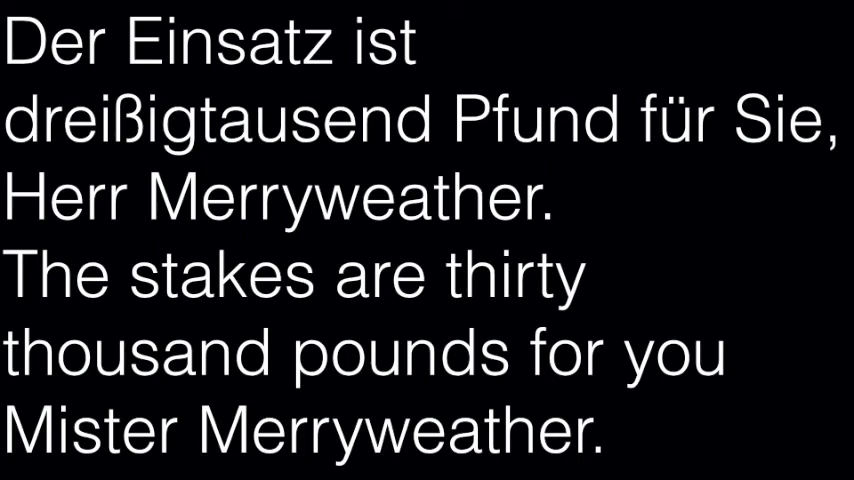 Der Einsatz ist
dreißigtausend Pfund für Sie,
Herr Merryweather.
The stakes are thirty
thousand pounds for you
Mister Merryweather.